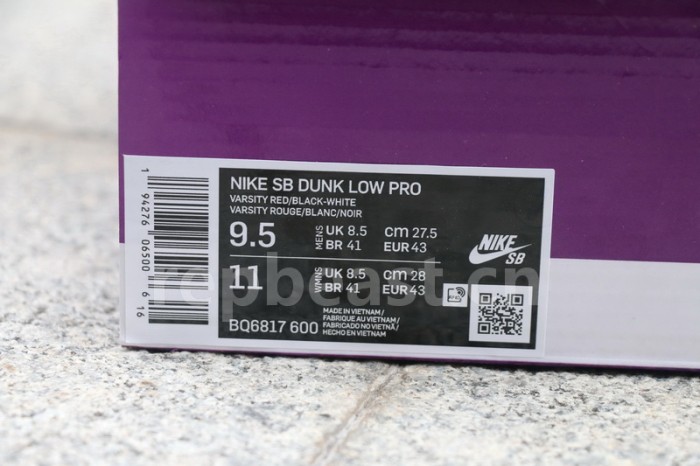 1 94276 06500 6 16
NIKE SB DUNK LOW PRO
VARSITY RED/BLACK-WHITE
VARSITY ROUGE/BLANC/NOIR
9.5 MENS UK 8.5 cm 27.5
BR 41 EUR 43
11 WMNS UK 8.5 cm 28
BR 41 EUR 43
BQ6817 600
MADE IN VIETNAM/
FABRIQUE AU VIETNAM/
FABRICADO NO VIETNÃ/
HECHO EN VIETNAM
NIKE
SB
repbeast.cn